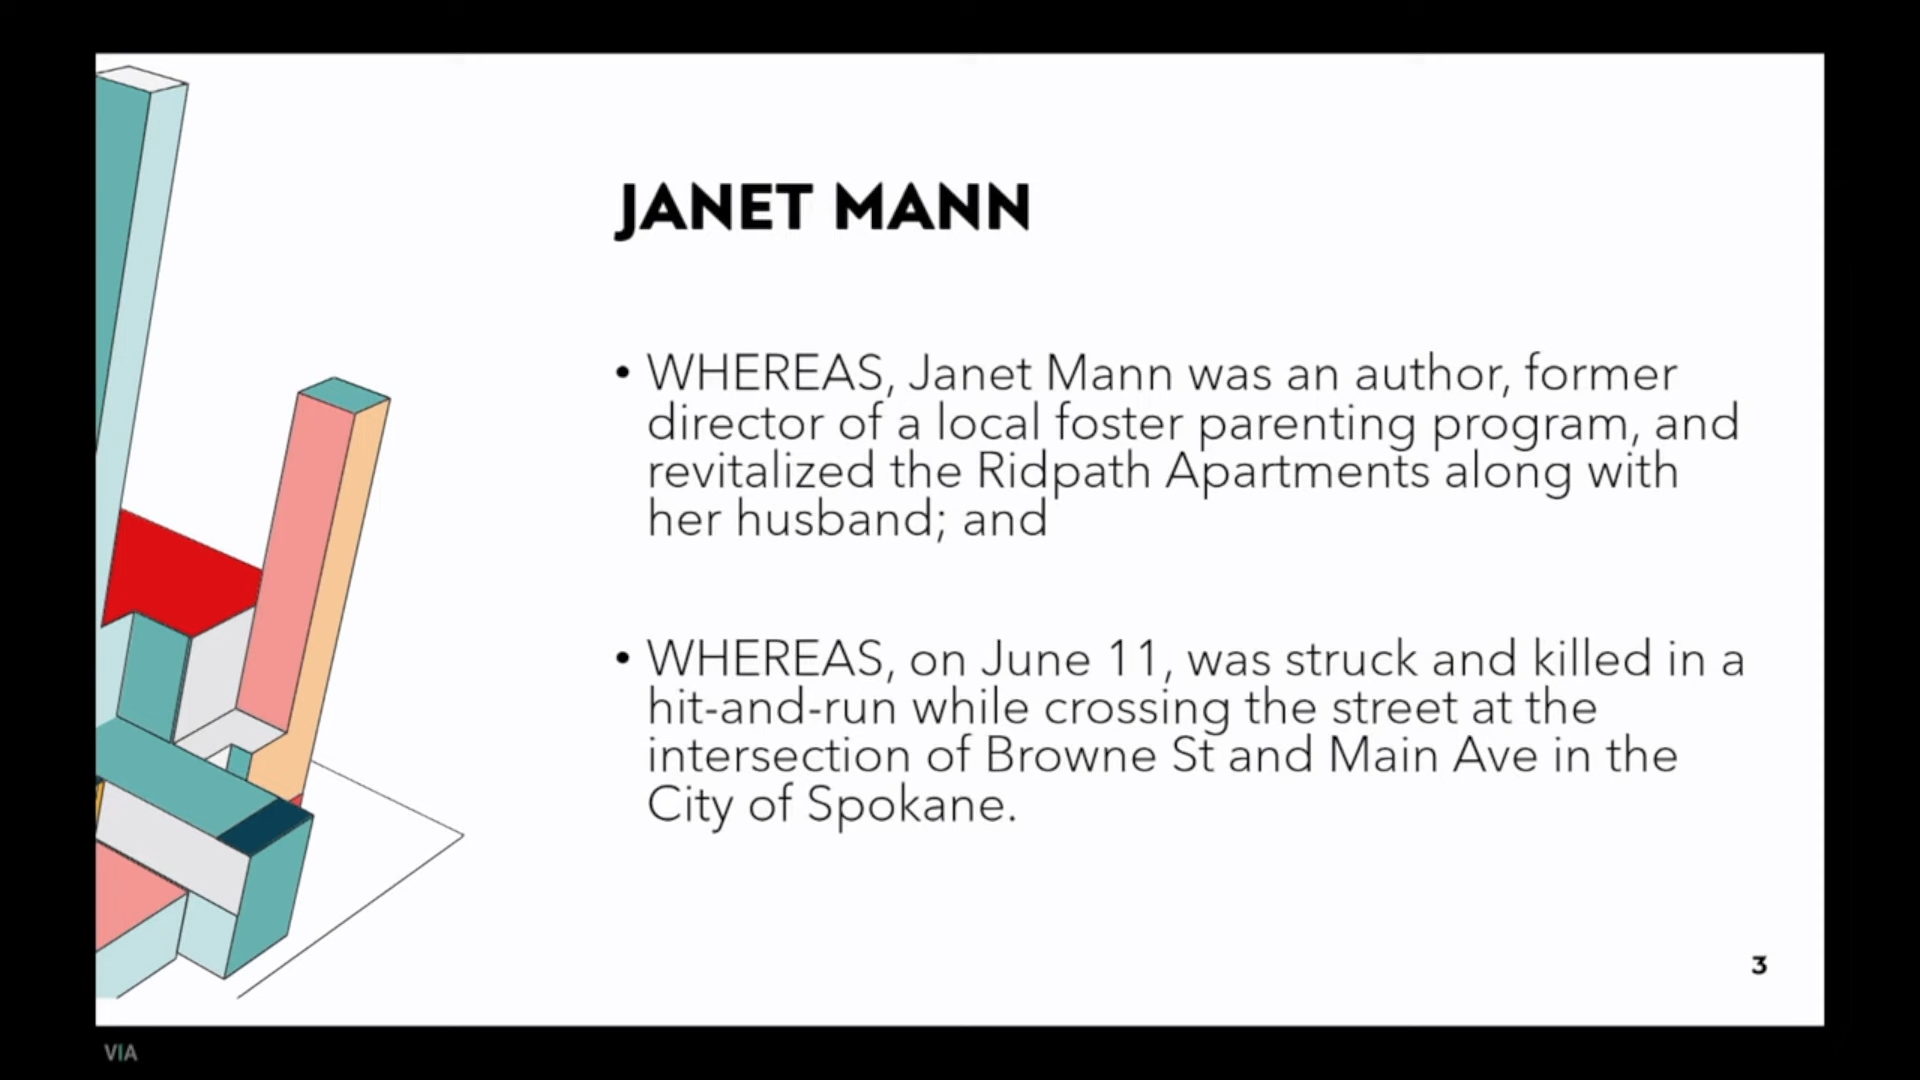 JANET MANN
• WHEREAS, Janet Mann was an author, former
director of a local foster parenting program, and
revitalized the Ridpath Apartments along with
her husband; and
• WHEREAS, on June 11, was struck and killed in a
hit-and-run while crossing the street at the
intersection of Browne St and Main Ave in the
City of Spokane.
3
VIA